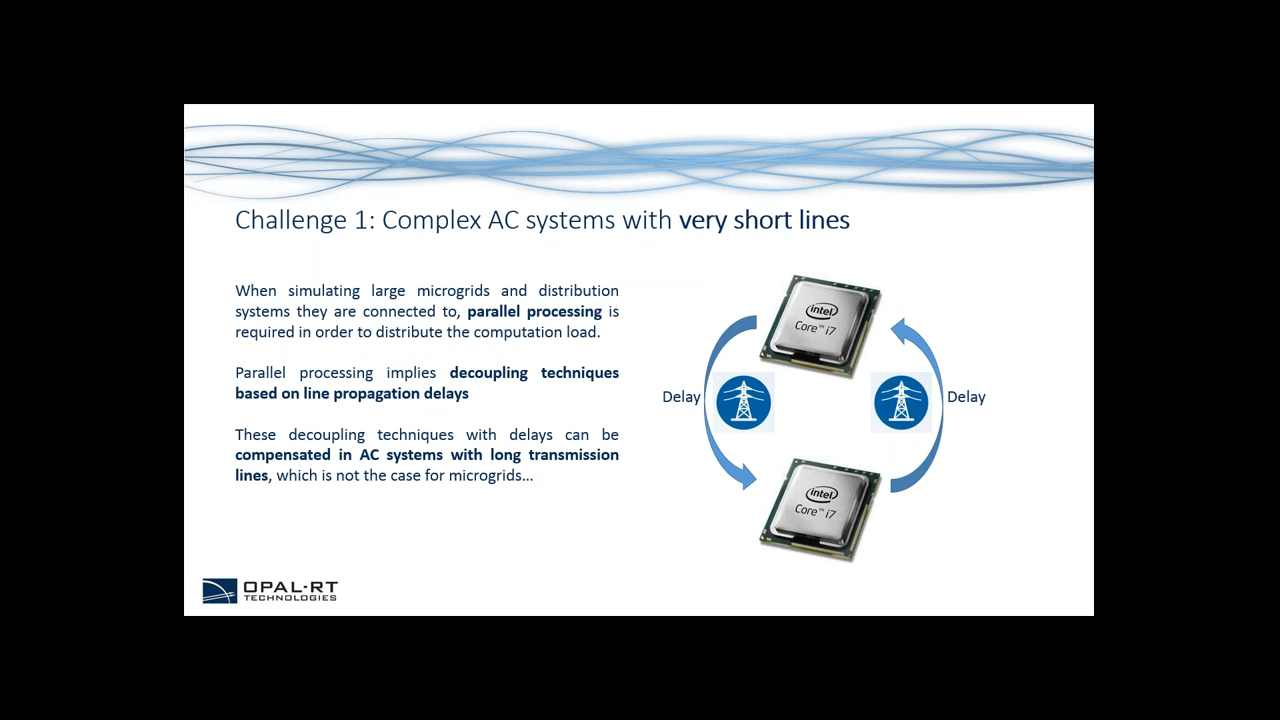 Challenge 1: Complex AC systems with very short lines
When simulating large microgrids and distribution
systems they are connected to, parallel processing is
required in order to distribute the computation load.
Parallel processing implies decoupling techniques
based on line propagation delays
These decoupling techniques with delays can be
compensated in AC systems with long transmission
lines, which is not the case for microgrids...
intel
Core™ i7
Delay
Delay
intel
Core™ i7
OPAL-RT
TECHNOLOGIES